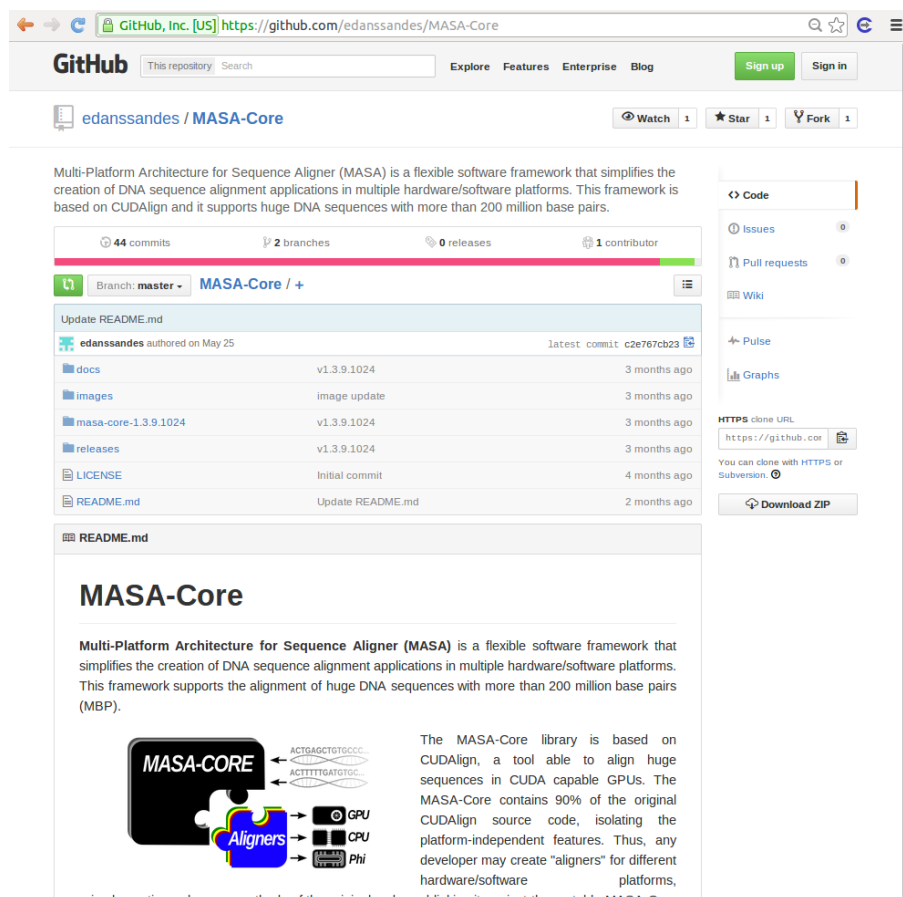 GitHub, Inc. [US] https://github.com/edanssandes/MASA-Core
GitHub This repository Search Explore Features Enterprise Blog Sign up Sign in
edanssandes / MASA-Core Watch 1 Star 1 Fork 1
Multi-Platform Architecture for Sequence Aligner (MASA) is a flexible software framework that simplifies the
creation of DNA sequence alignment applications in multiple hardware/software platforms. This framework is
based on CUDAlign and it supports huge DNA sequences with more than 200 million base pairs.
44 commits 2 branches 0 releases 1 contributor
Branch: master MASA-Core / +
Update README.md
edanssandes authored on May 25 latest commit c2e767cb23
docs v1.3.9.1024 3 months ago
images image update 3 months ago
masa-core-1.3.9.1024 v1.3.9.1024 3 months ago
releases v1.3.9.1024 3 months ago
LICENSE Initial commit 4 months ago
README.md Update README.md 2 months ago
Code
Issues 0
Pull requests 0
Wiki
Pulse
Graphs
HTTPS clone URL
https://github.com
You can clone with HTTPS or
Subversion.
Download ZIP
README.md
MASA-Core
Multi-Platform Architecture for Sequence Aligner (MASA) is a flexible software framework that
simplifies the creation of DNA sequence alignment applications in multiple hardware/software platforms.
This framework supports the alignment of huge DNA sequences with more than 200 million base pairs
(MBP).
MASA-CORE
ACTGAGCTGTGCCC...
ACTTTTTGATGTGC...
Aligners
GPU
CPU
Phi
The MASA-Core library is based on
CUDAlign, a tool able to align huge
sequences in CUDA capable GPUs. The
MASA-Core contains 90% of the original
CUDAlign source code, isolating the
platform-independent features. Thus, any
developer may create "aligners" for different
hardware/software platforms,